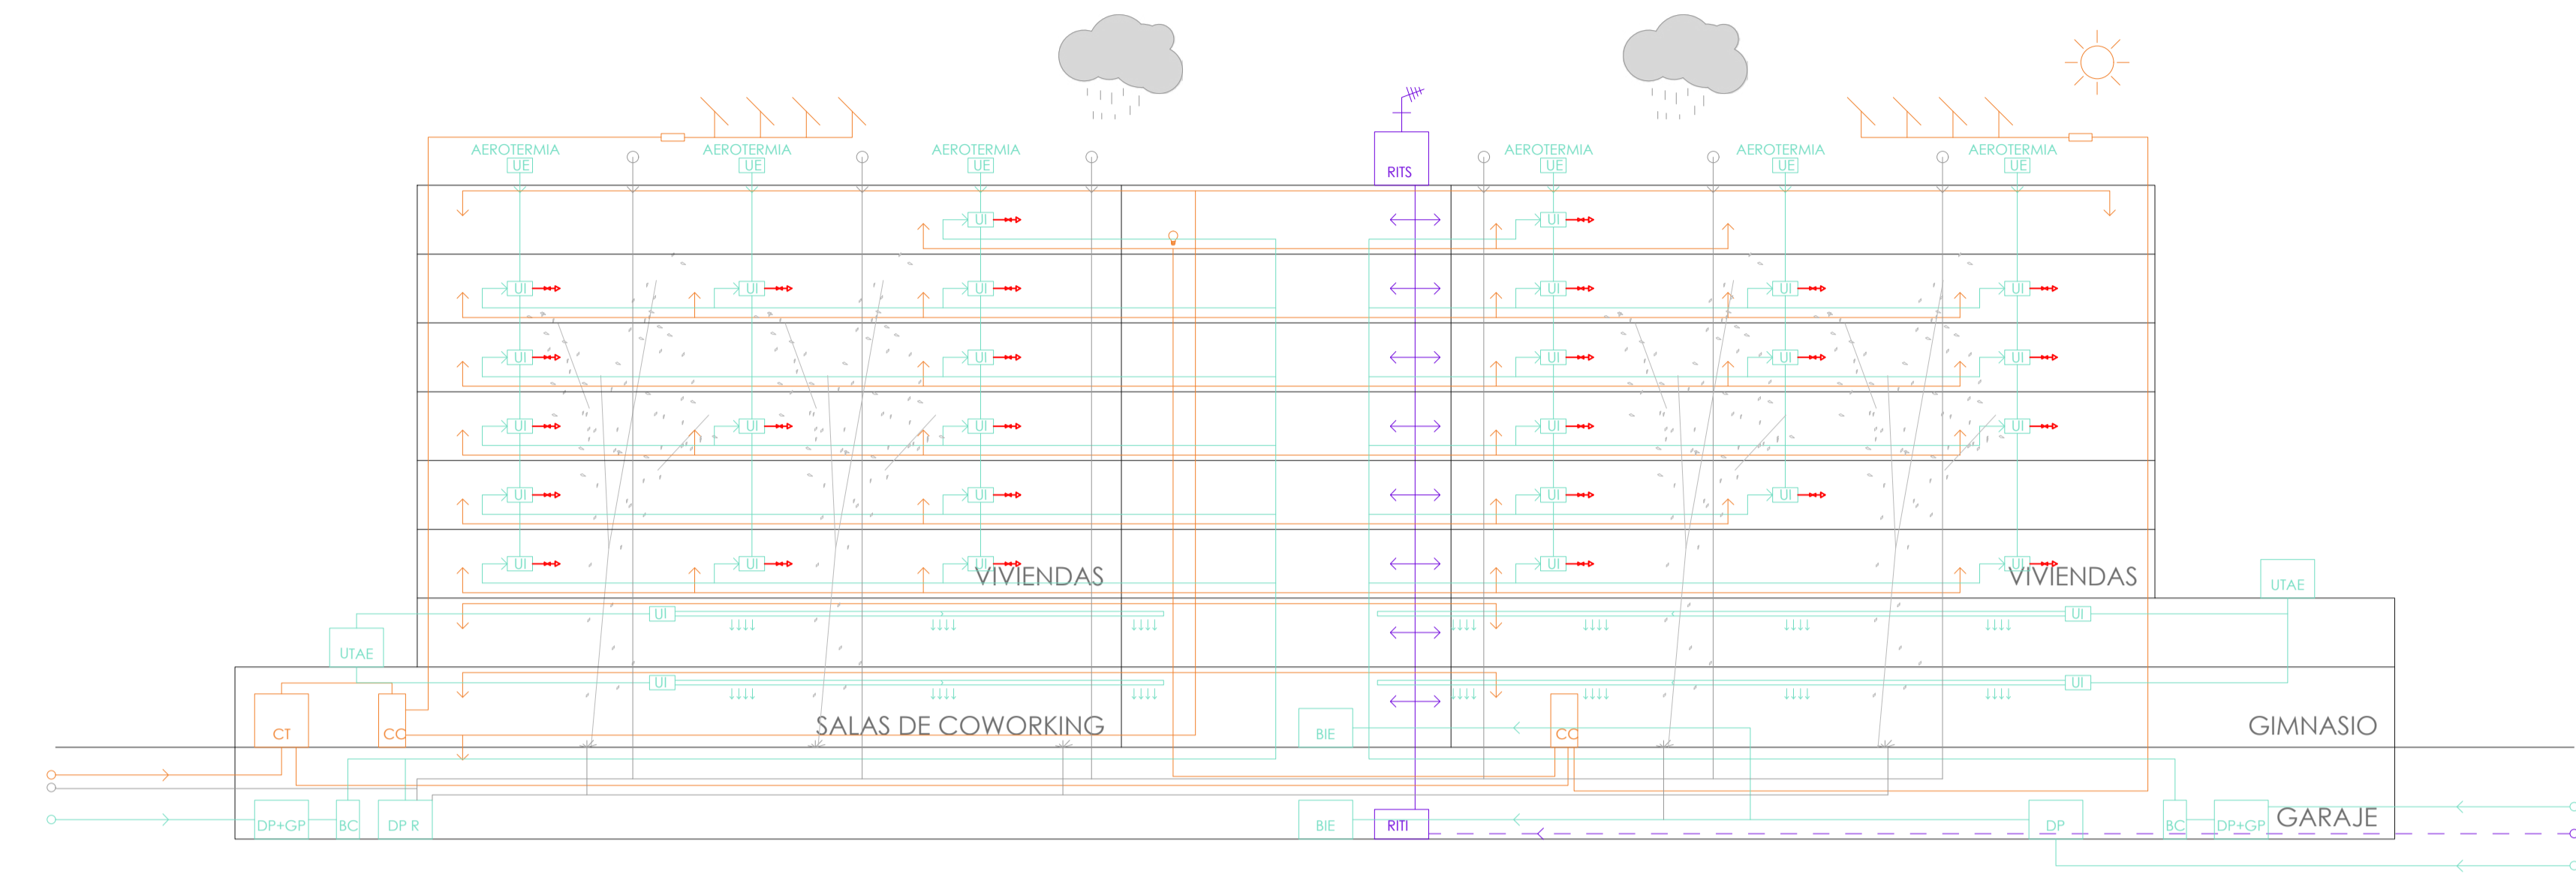 AEROTERMIA AEROTERMIA AEROTERMIA AEROTERMIA AEROTERMIA AEROTERMIA
UE UE UE UE UE UE
RITS
UI UI
UI UI UI UI UI UI
UI UI UI UI UI
UI UI UI UI UI
UI UI UI UI
UI UI UI UI UI
VIVIENDAS VIVIENDAS
UTAE
UI UI
UTAE
UI UI
SALAS DE COWORKING GIMNASIO
CT CC BIE CC
GARAJE
DP+GP BC DP R BIE RITI DP BC DP+GP